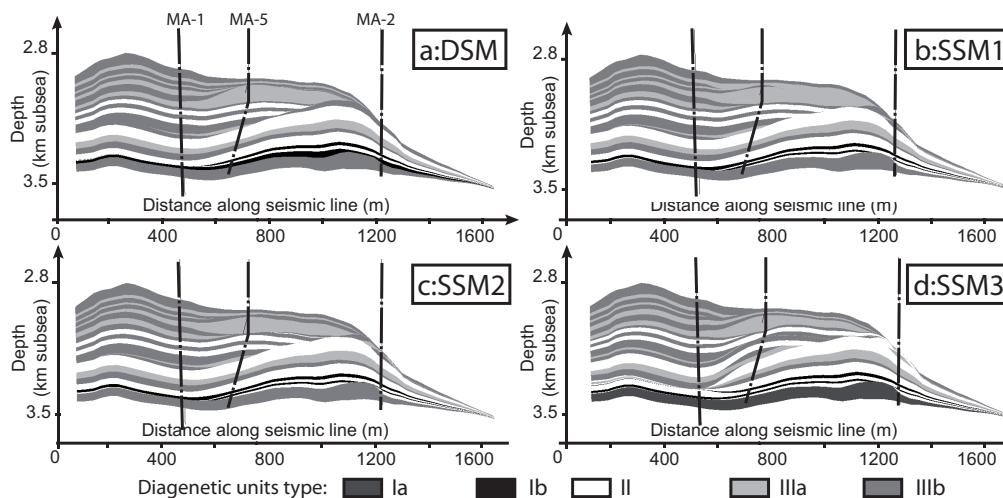 MA-1 MA-5 MA-2
a:DSM
b:SSM1
2.8
3.5
Depth
(km subsea)
Distance along seismic line (m)
0 400 800 1200 1600
2.8
3.5
Depth
(km subsea)
Distance along seismic line (m)
0 400 800 1200 1600
c:SSM2
d:SSM3
2.8
3.5
Depth
(km subsea)
Distance along seismic line (m)
0 400 800 1200 1600
2.8
3.5
Depth
(km subsea)
Distance along seismic line (m)
0 400 800 1200 1600
Diagenetic units type: Ia Ib II IIIa IIIb